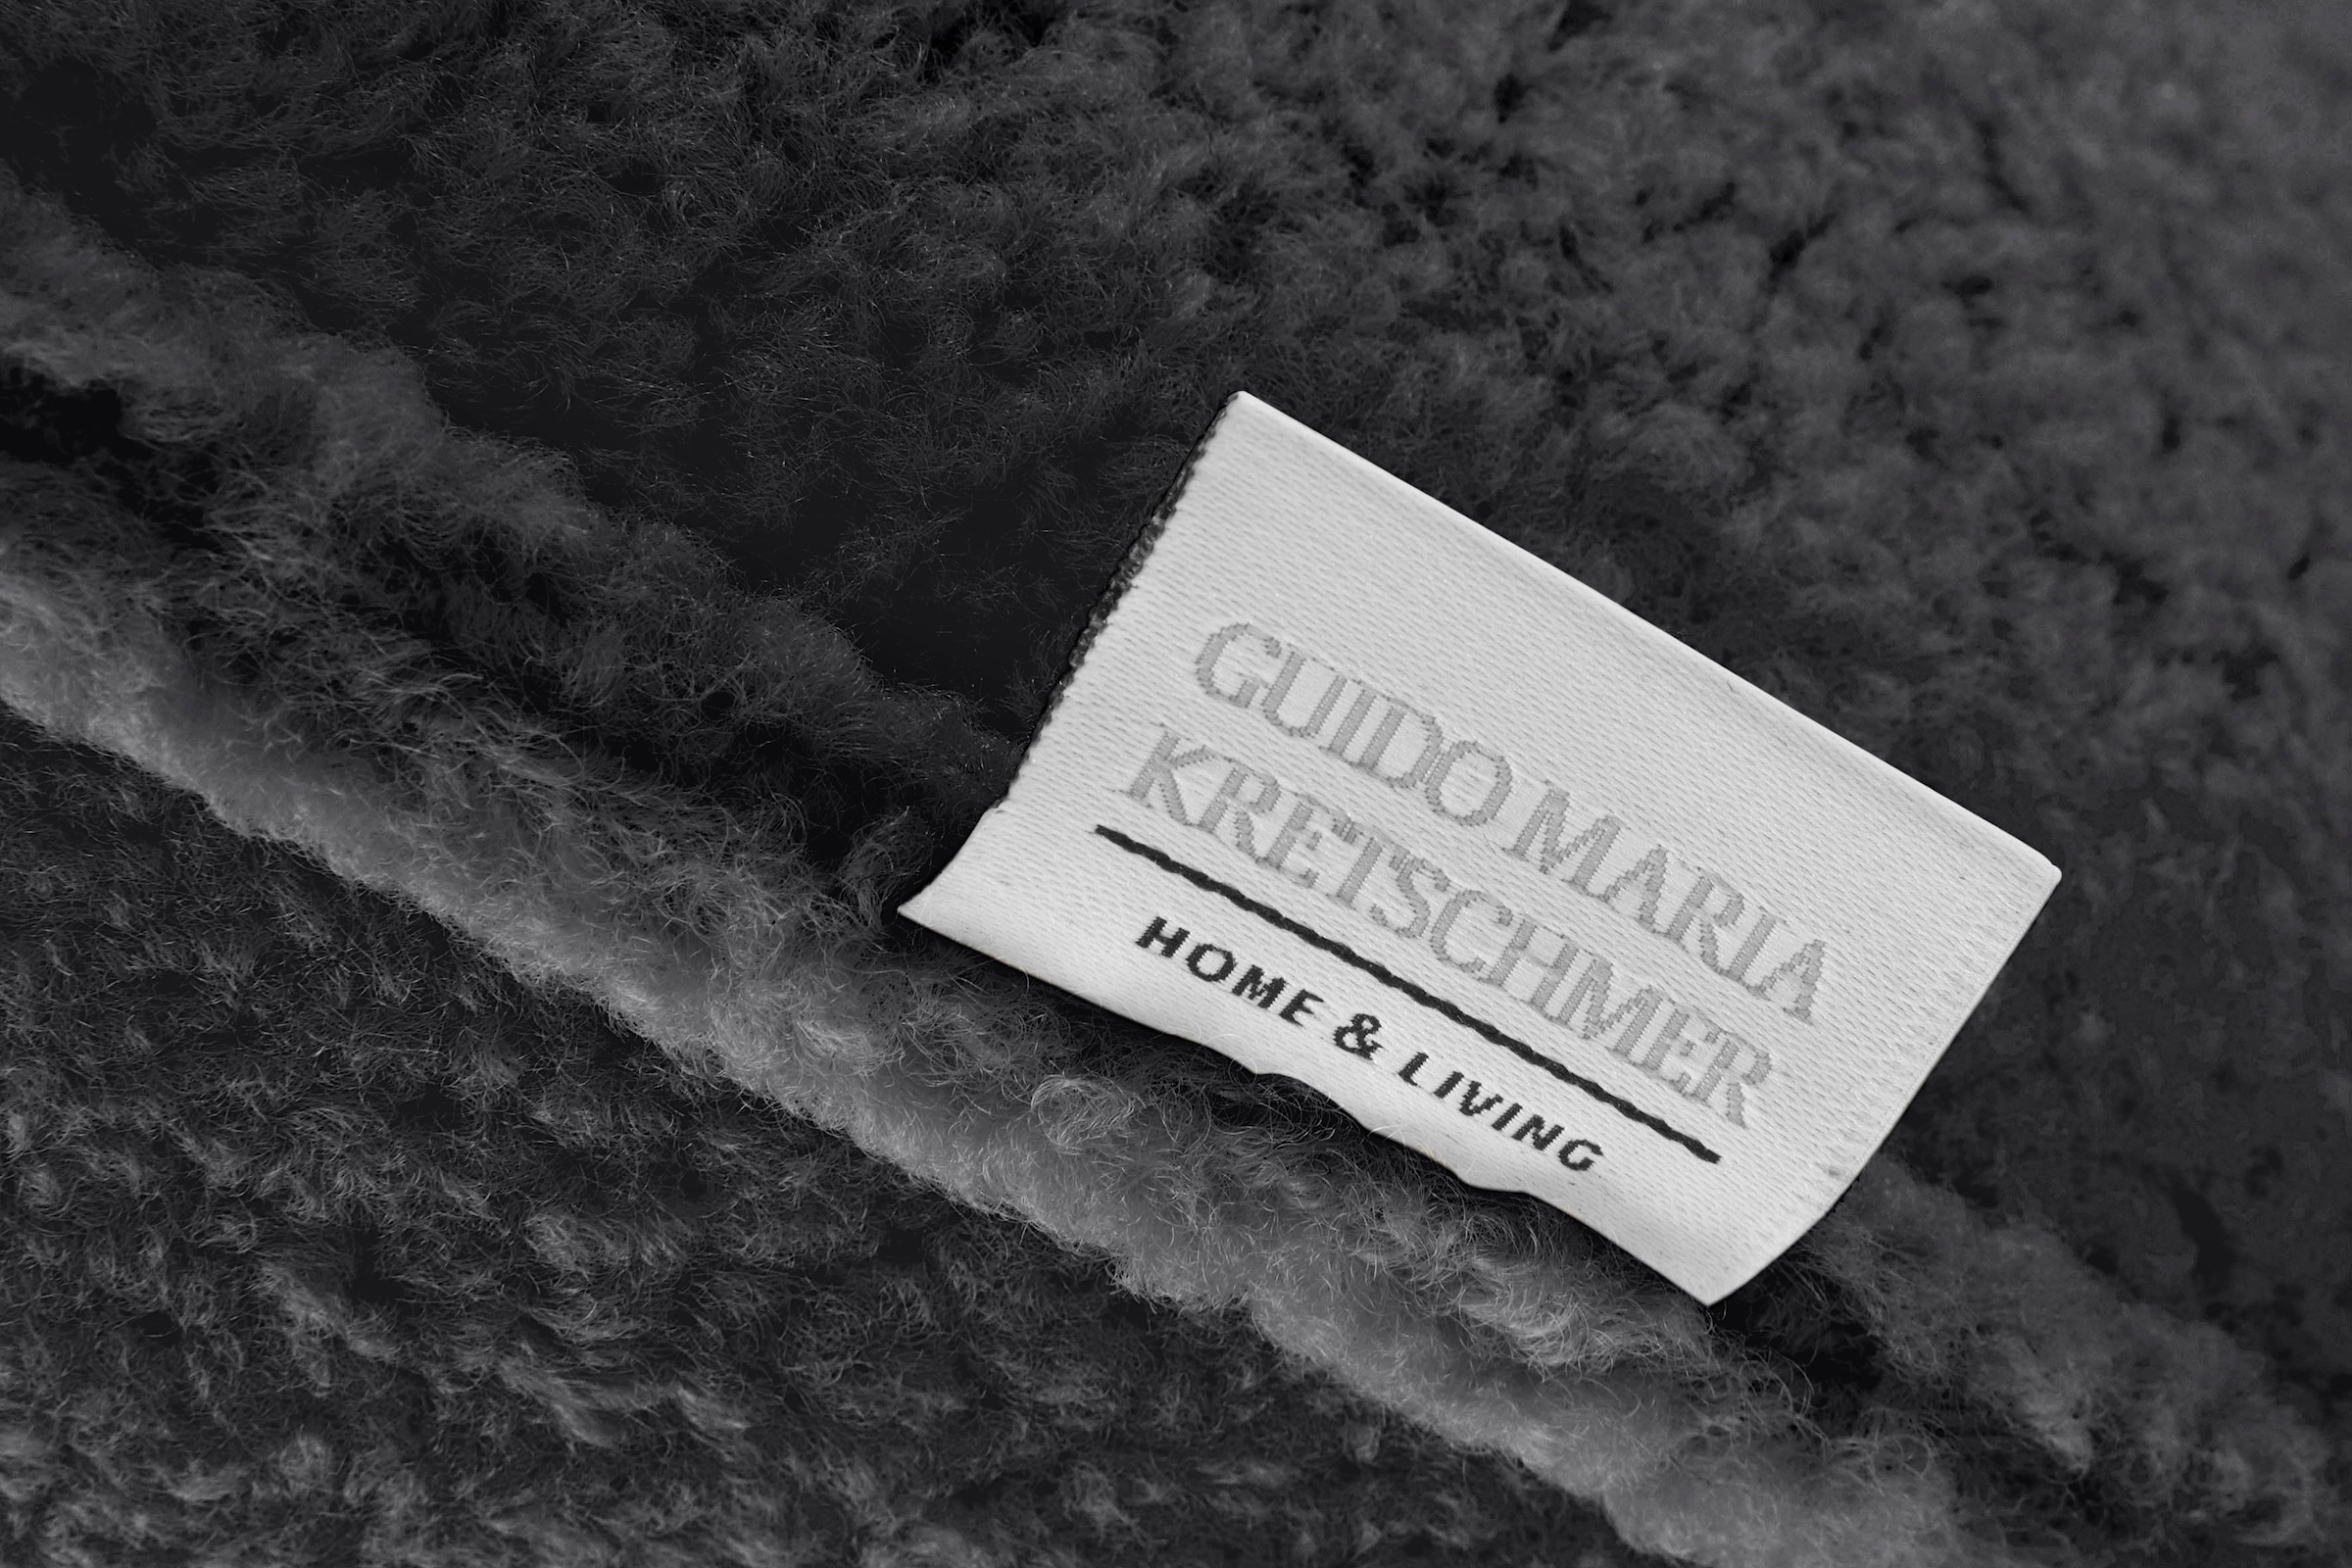 GUIDO MARIA
KRETSCHMER
HOME & LIVING